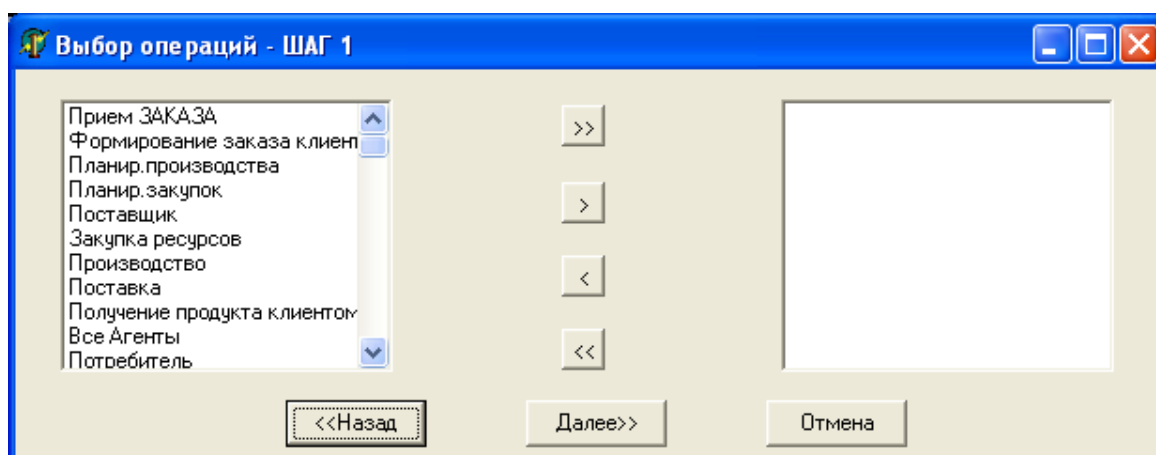 Выбор операций - ШАГ 1
Прием ЗАКАЗА
Формирование заказа клиент
Планир.производства
Планир.закупок
Поставщик
Закупка ресурсов
Производство
Поставка
Получение продукта клиентом
Все Агенты
Потребитель
>>
>
<
<<
<<Назад
Далее>>
Отмена